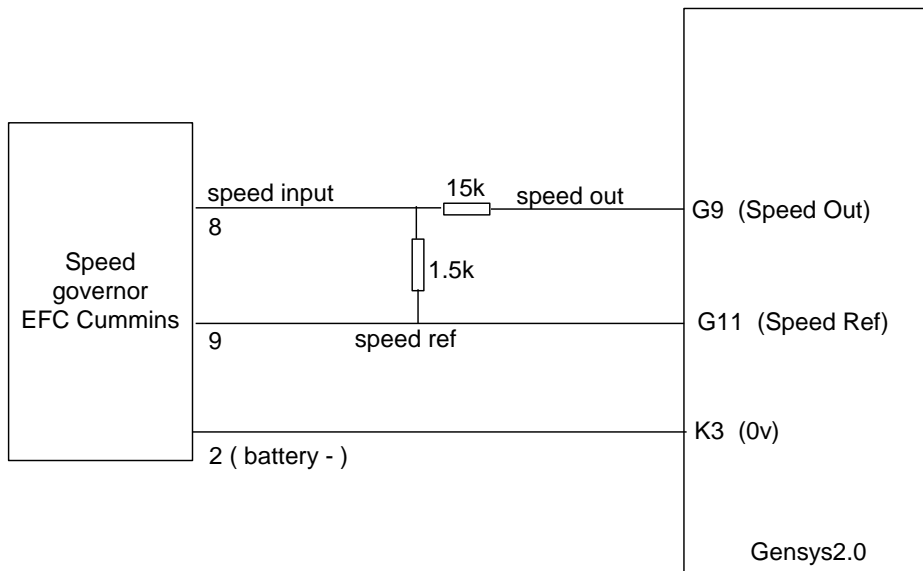 speed input
15k
speed out
8
G9 (Speed Out)
Speed
governor
EFC Cummins
1.5k
9
speed ref
G11 (Speed Ref)
2 ( battery - )
K3 (0v)
Gensys2.0